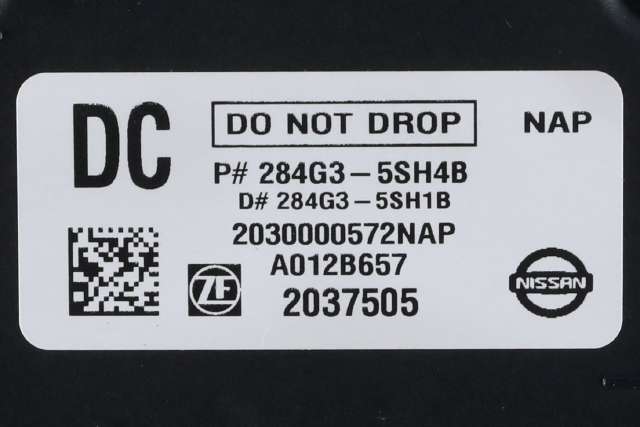 DC
DO NOT DROP
NAP
P# 284G3-5SH4B
D# 284G3-5SH1B
2030000572NAP
A012B657
2037505
ZF
NISSAN